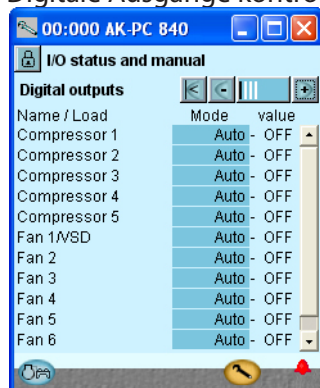 Digitale Ausgänge kontro
00:000 AK-PC 840
I/O status and manual
Digital outputs
Name / Load Mode value
Compressor 1 Auto - OFF
Compressor 2 Auto - OFF
Compressor 3 Auto - OFF
Compressor 4 Auto - OFF
Compressor 5 Auto - OFF
Fan 1/VSD Auto - OFF
Fan 2 Auto - OFF
Fan 3 Auto - OFF
Fan 4 Auto - OFF
Fan 5 Auto - OFF
Fan 6 Auto - OFF